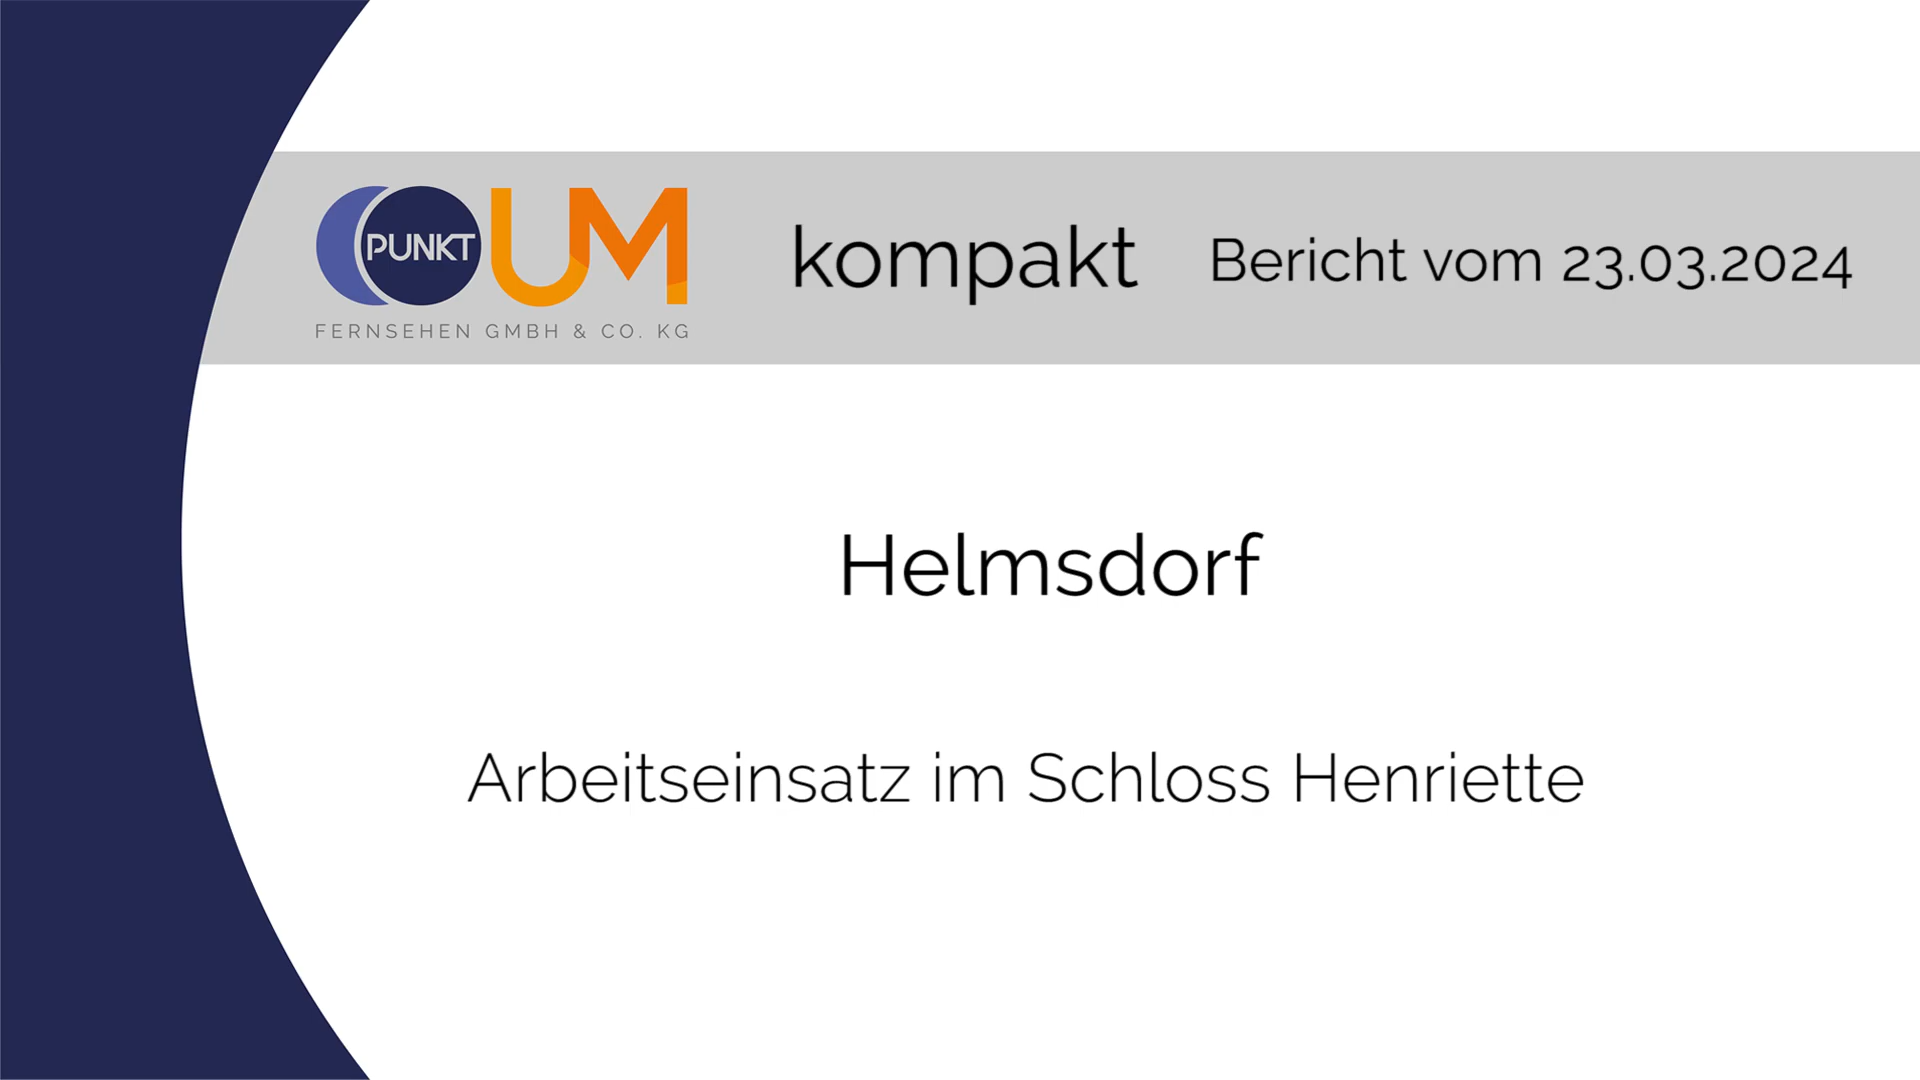 PUNKT UM
FERNSEHEN GMBH & CO. KG
kompakt
Bericht vom 23.03.2024
Helmsdorf
Arbeitseinsatz im Schloss Henriette